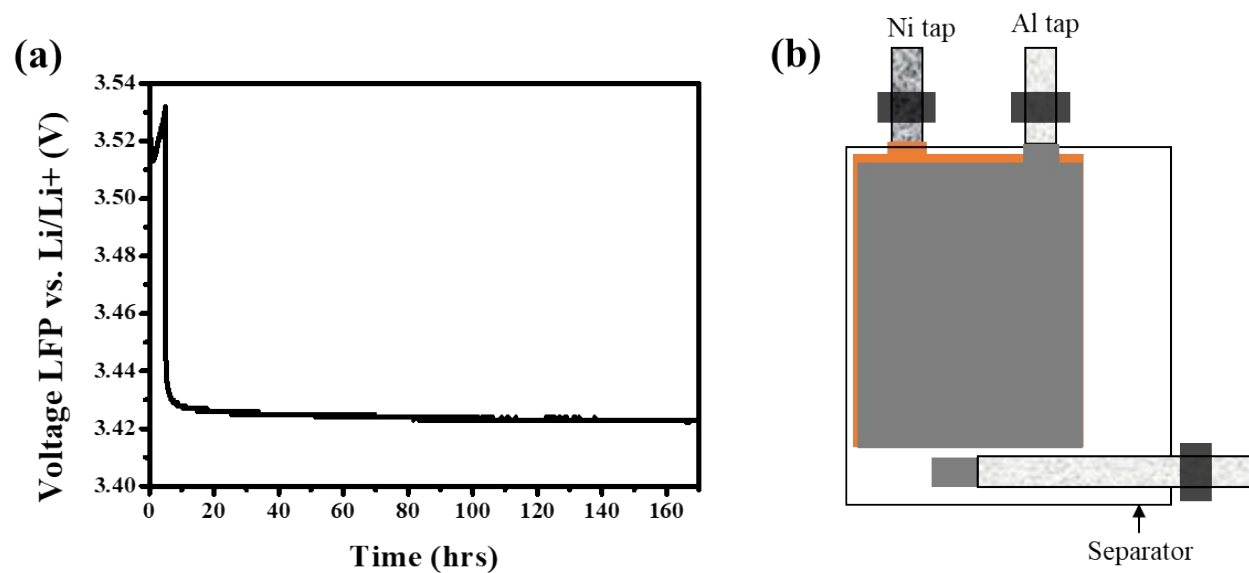 (a)
Voltage LFP vs. Li/Li+ (V)
3.54
3.52
3.50
3.48
3.46
3.44
3.42
3.40
0 20 40 60 80 100 120 140 160
Time (hrs)
(b)
Ni tap
Al tap
Separator